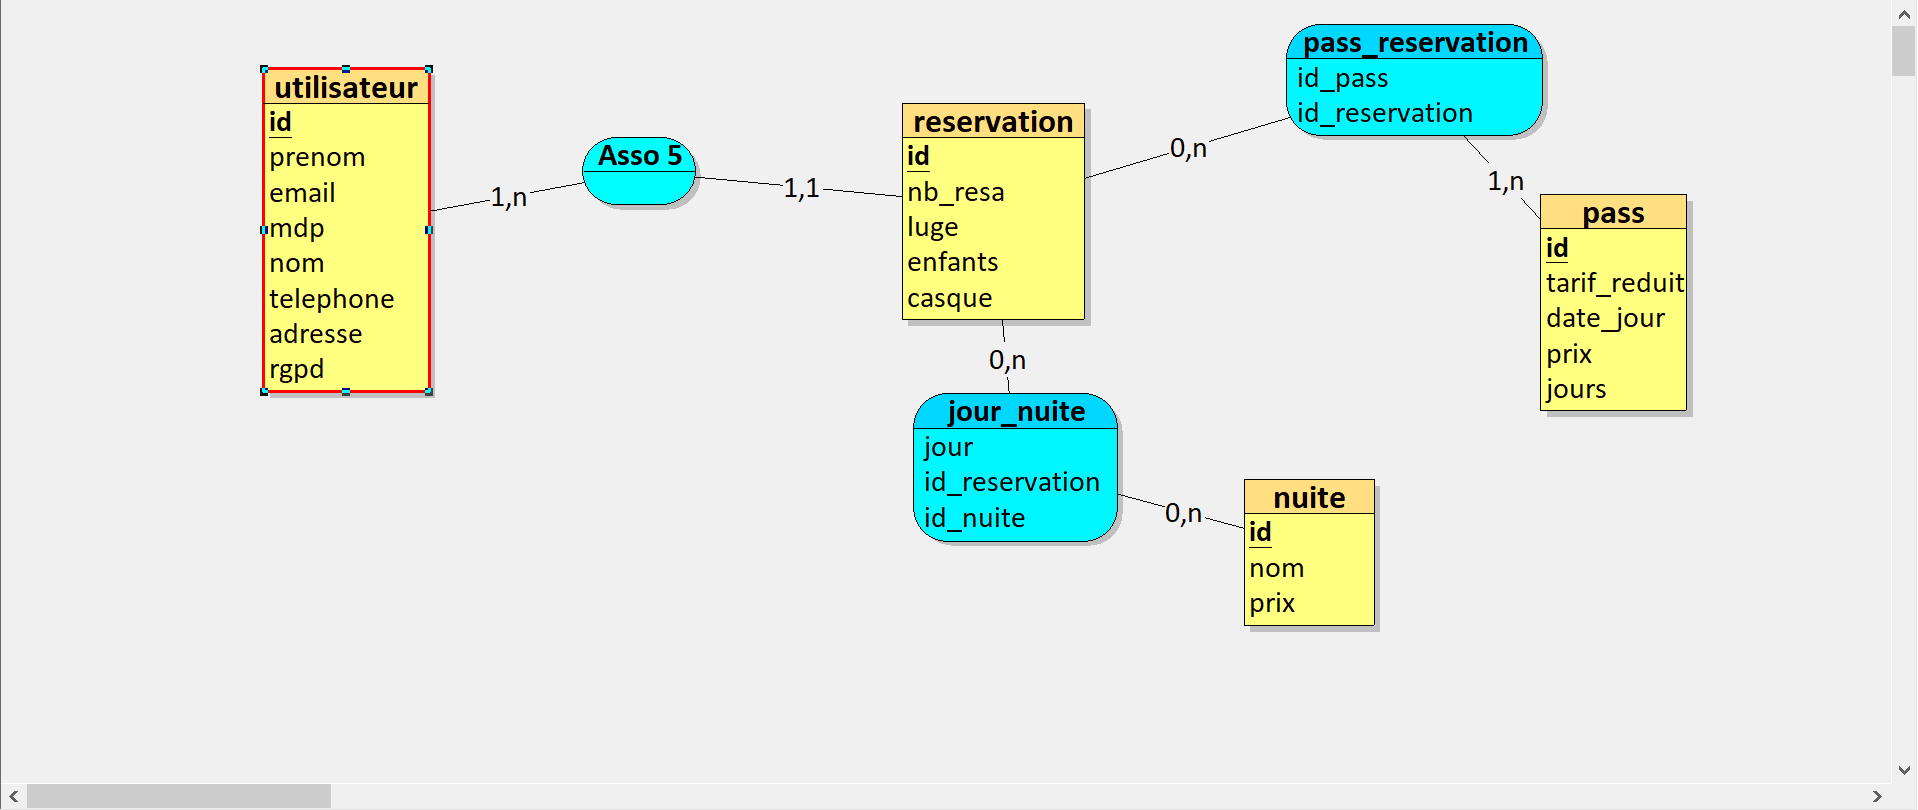 utilisateur
id
prenom
email
mdp
nom
telephone
adresse
rgpd
1,n
Asso 5
1,1
reservation
id
nb_resa
luge
enfants
casque
0,n
pass_reservation
id_pass
id_reservation
1,n
pass
id
tarif_reduit
date_jour
prix
jours
0,n
jour_nuite
jour
id_reservation
id_nuite
0,n
nuite
id
nom
prix